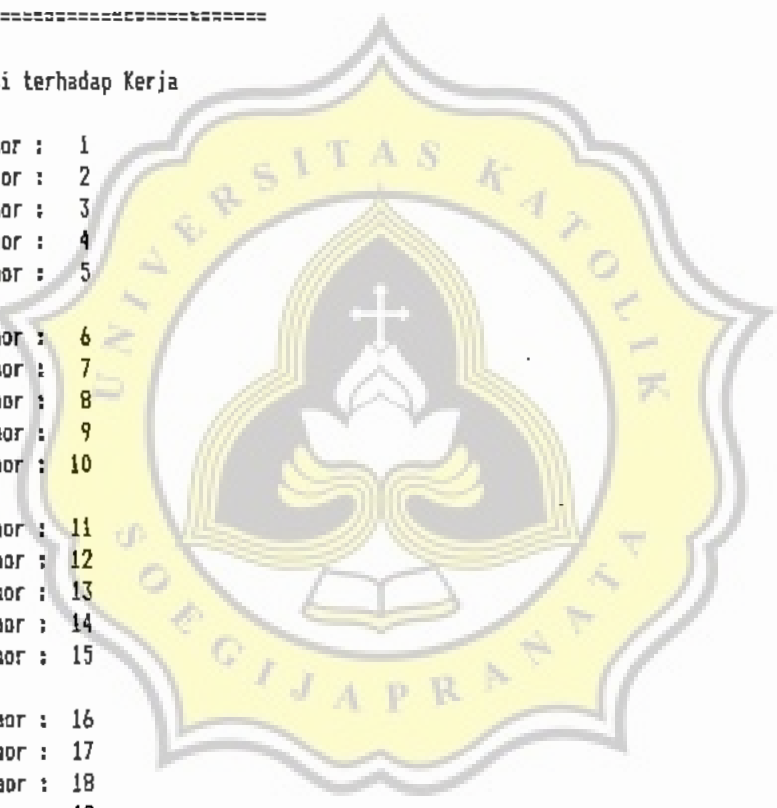 ============================
i terhadap Kerja
or : 1
or : 2
or : 3
or : 4
or : 5
or : 6
or : 7
or : 8
or : 9
or : 10
or : 11
or : 12
or : 13
or : 14
or : 15
or : 16
or : 17
or : 18
UNIVERSITAS KATOLIK
SOEGIJAPRANATA